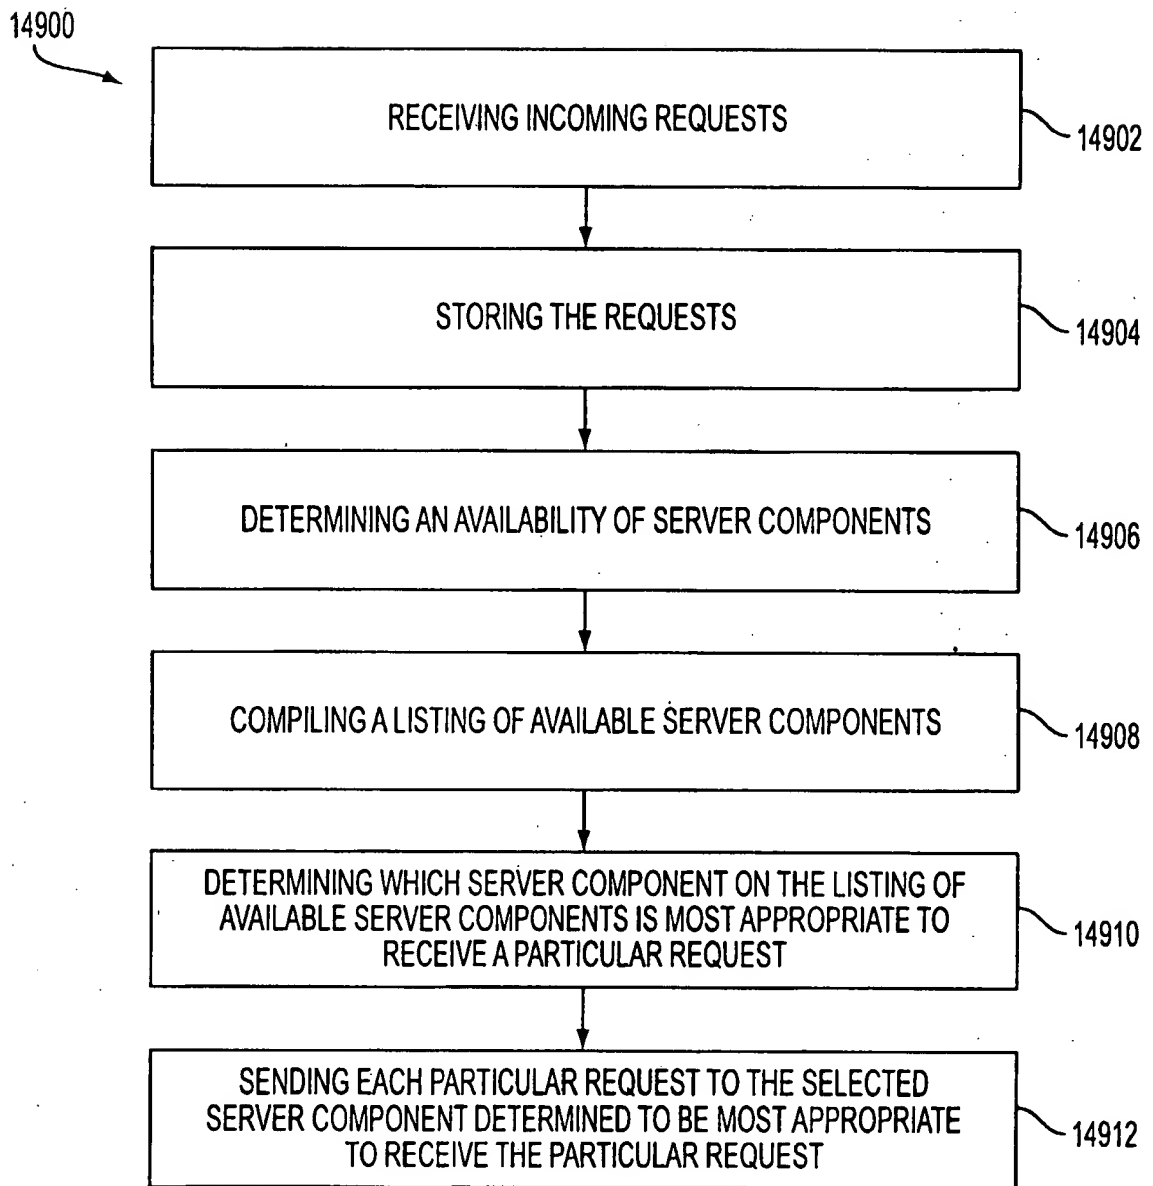 14900
RECEIVING INCOMING REQUESTS
14902
STORING THE REQUESTS
14904
DETERMINING AN AVAILABILITY OF SERVER COMPONENTS
14906
COMPILING A LISTING OF AVAILABLE SERVER COMPONENTS
14908
DETERMINING WHICH SERVER COMPONENT ON THE LISTING OF
AVAILABLE SERVER COMPONENTS IS MOST APPROPRIATE TO
RECEIVE A PARTICULAR REQUEST
14910
SENDING EACH PARTICULAR REQUEST TO THE SELECTED
SERVER COMPONENT DETERMINED TO BE MOST APPROPRIATE
TO RECEIVE THE PARTICULAR REQUEST
14912